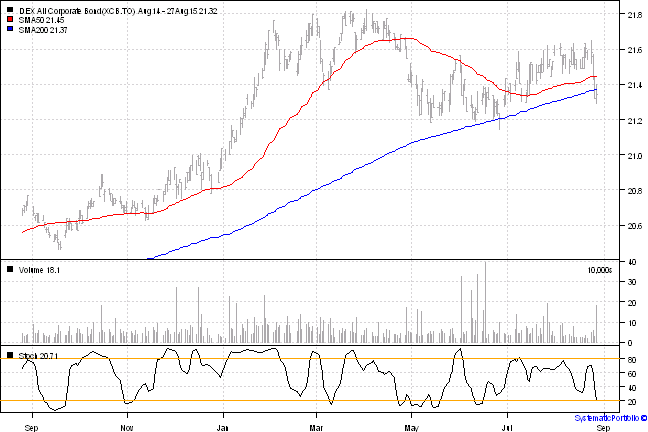 DEX All Corporate Bond(XCB.TO) Aug14 - 27Aug15 21.32
SMA50 21.45
SMA200 21.37
21.8
21.6
21.4
21.2
21.0
20.8
20.6
Volume 18.1
10,000s
40
30
20
10
Stoch 20.71
80
60
40
20
Sep
Nov
Jan
Mar
May
Jul
Sep
SystematicPortfolio ©